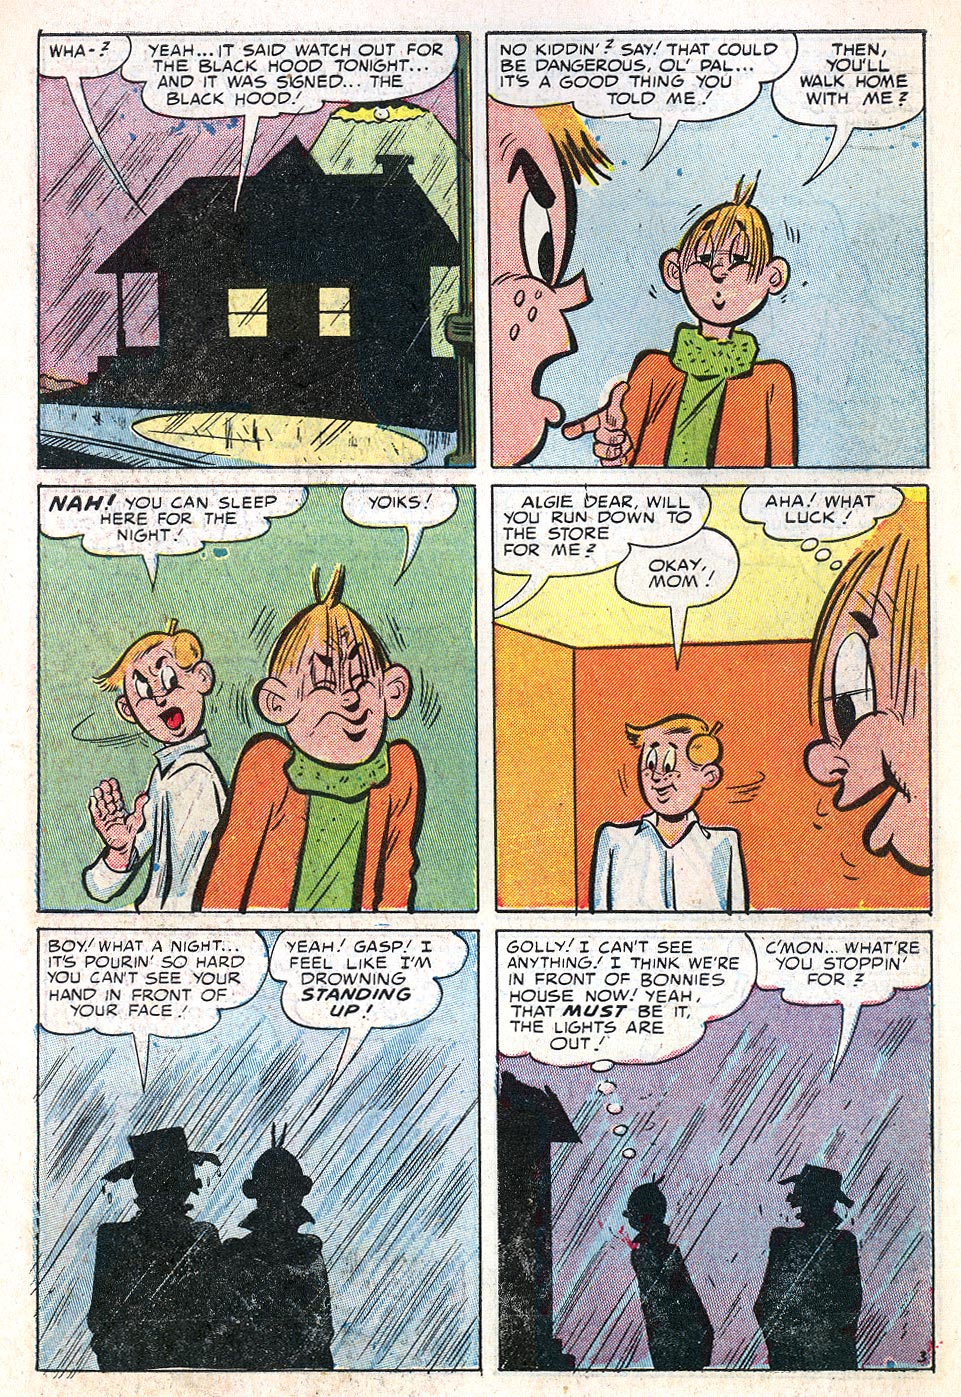 WHA-?
YEAH...IT SAID WATCH OUT FOR
THE BLACK HOOD TONIGHT...
AND IT WAS SIGNED... THE
BLACK HOOD!
NO KIDDIN'? SAY! THAT COULD
BE DANGEROUS, OL' PAL...
IT'S A GOOD THING YOU
TOLD ME!
THEN,
YOU'LL
WALK HOME
WITH ME?
NAH! YOU CAN SLEEP
HERE FOR THE
NIGHT!
YOIKS!
ALGIE DEAR, WILL
YOU RUN DOWN TO
THE STORE
FOR ME?
OKAY,
MOM!
AHA! WHAT
LUCK!
BOY! WHAT A NIGHT...
IT'S POURIN' SO HARD
YOU CAN'T SEE YOUR
HAND IN FRONT OF
YOUR FACE!
YEAH! GASP! I
FEEL LIKE I'M
DROWNING
STANDING
UP!
GOLLY! I CAN'T SEE
ANYTHING! I THINK WE'RE
IN FRONT OF BONNIES
HOUSE NOW! YEAH,
THAT MUST BE IT,
THE LIGHTS ARE
OUT!
C'MON... WHAT'RE
YOU STOPPIN'
FOR?
3